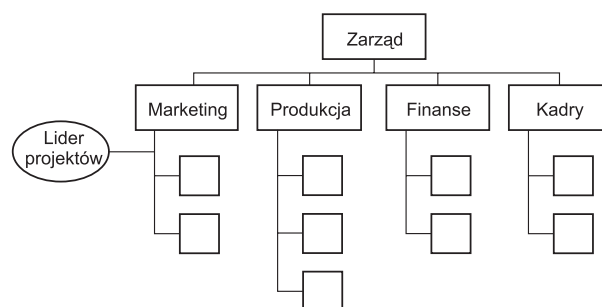 Zarząd
Marketing
Produkcja
Finanse
Kadry
Lider
projektów